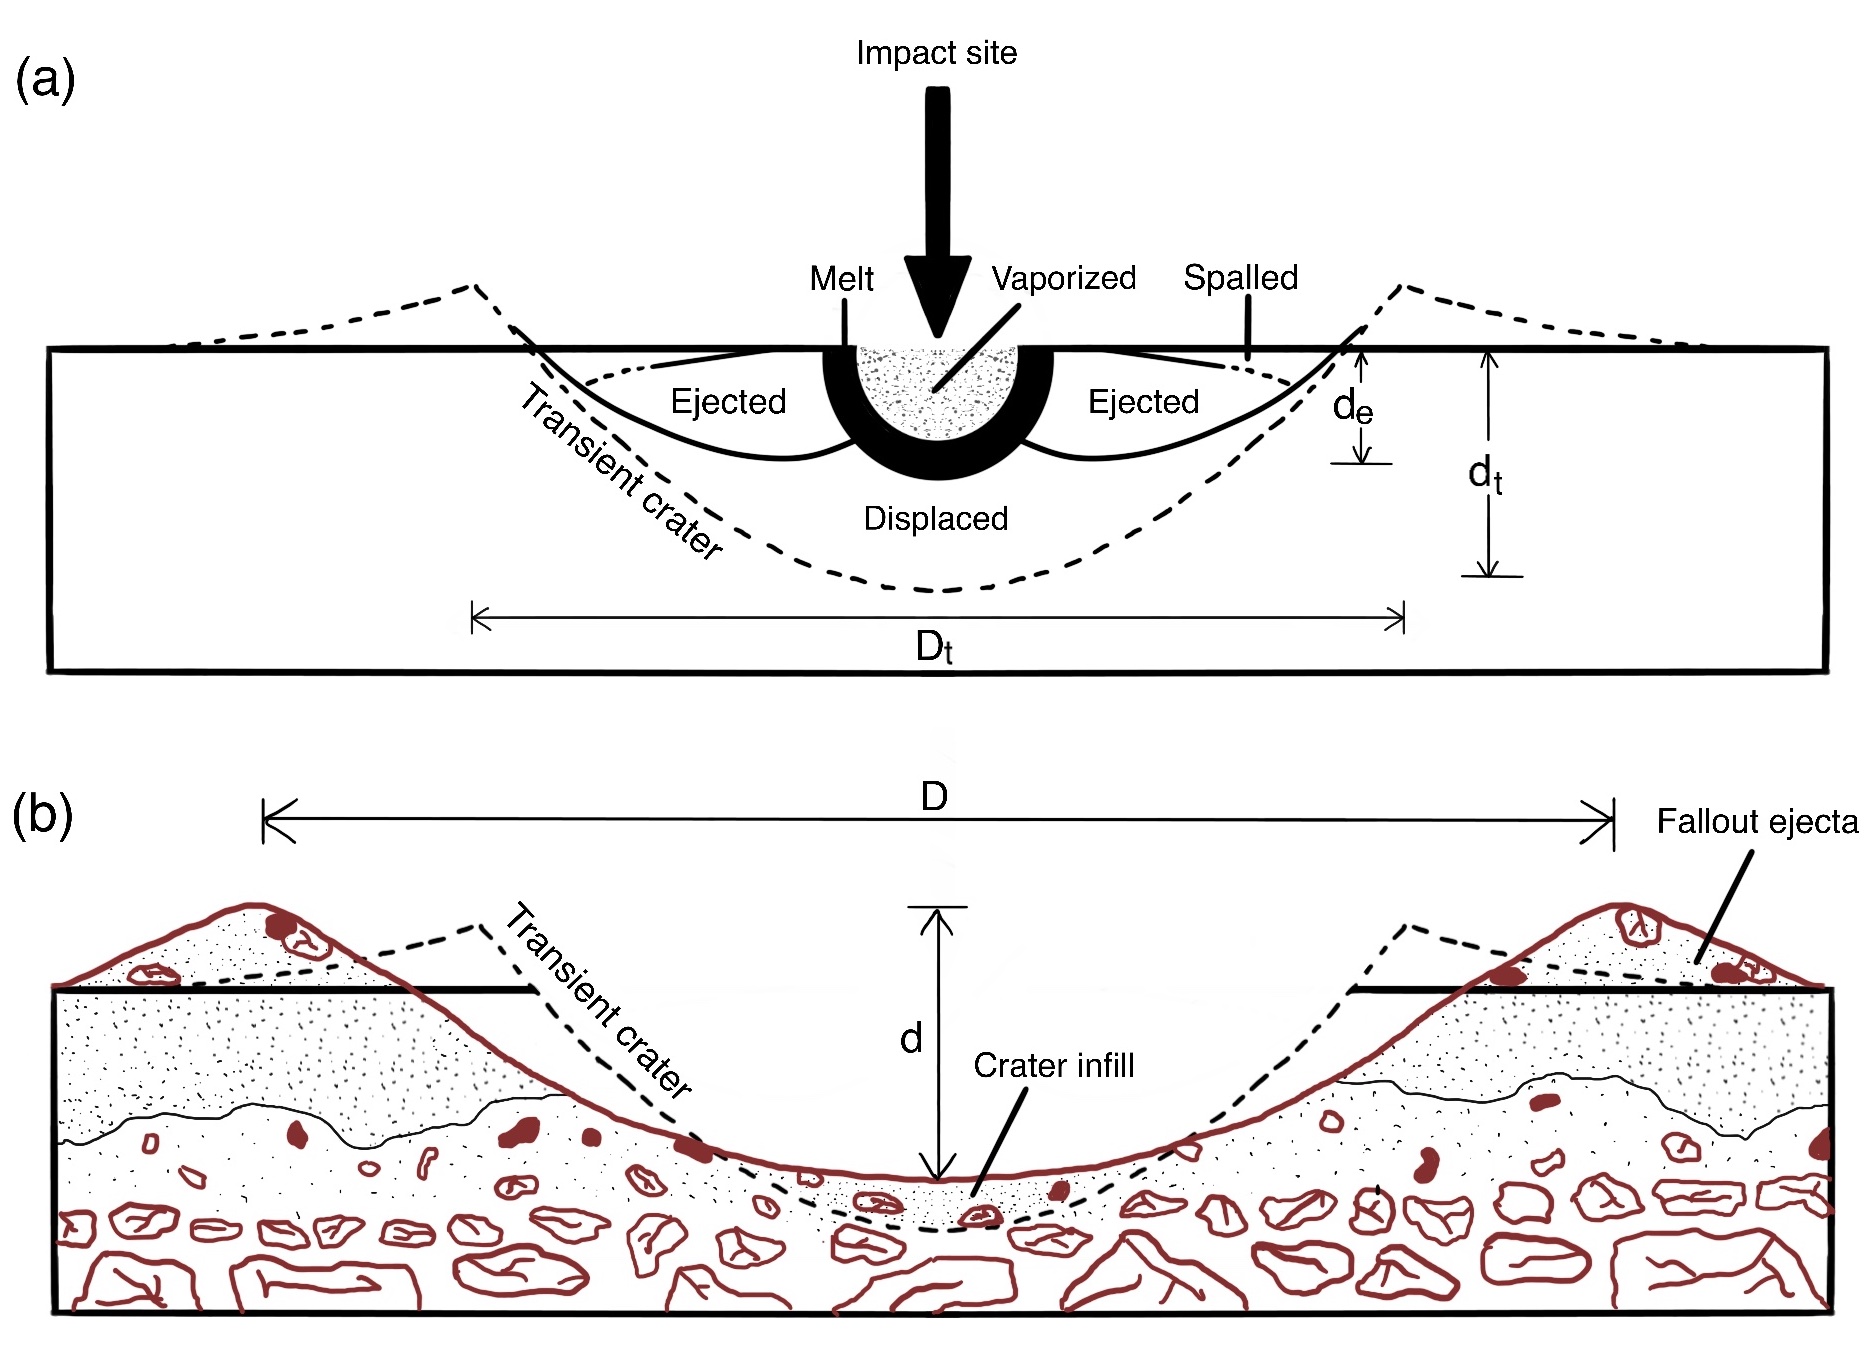 (a)
Impact site
Melt
Vaporized
Spalled
Ejected
Ejected
de
dt
Transient crater
Displaced
Dt
(b)
D
Fallout ejecta
Transient crater
d
Crater infill